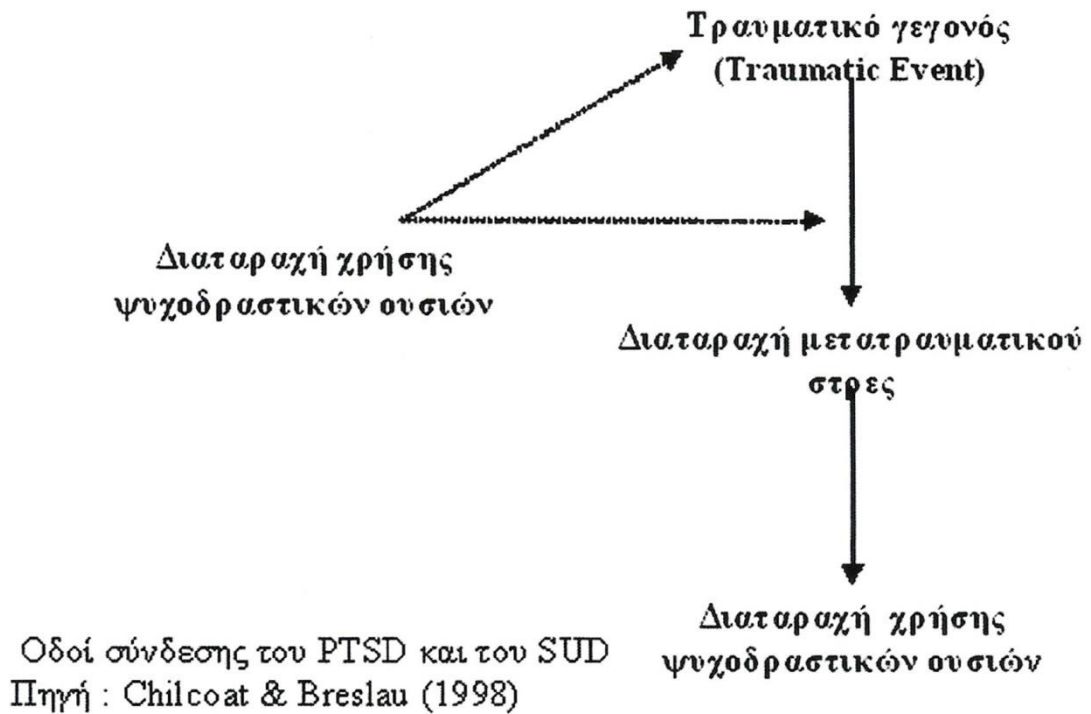 Τραυματικό γεγονός
(Traumatic Event)
Διαταραχή χρήσης
ψυχοδραστικών ουσιών
Διαταραχή μετατραυματικού
στρες
Διαταραχή χρήσης
ψυχοδραστικών ουσιών
Οδοί σύνδεσης του PTSD και του SUD
Πηγή : Chilcoat & Breslau (1998)